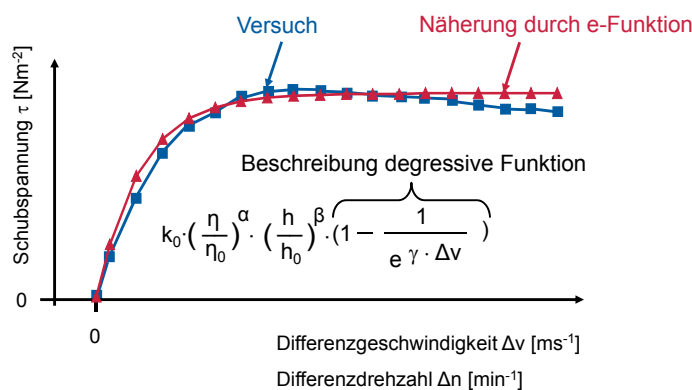 Versuch
Näherung durch e-Funktion
Schubspannung τ [Nm⁻²]
Beschreibung degressive Funktion
k₀·(η/η₀)^α · (h/h₀)^β · (1 − 1/e^(γ · Δv))
0
0
Differenzgeschwindigkeit Δv [ms⁻¹]
Differenzdrehzahl Δn [min⁻¹]